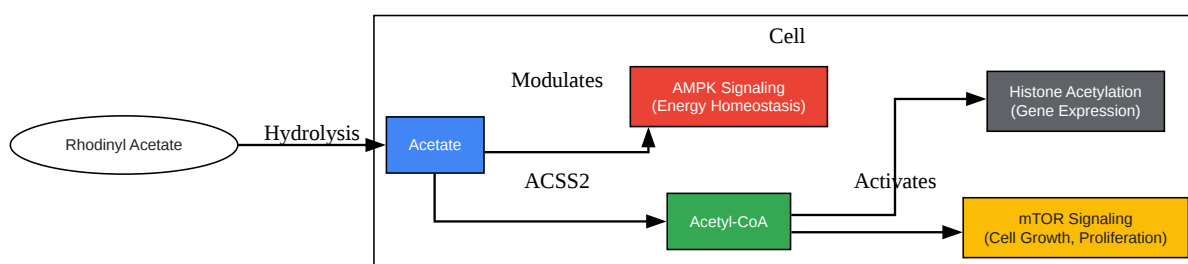 Cell
Modulates
AMPK Signaling
(Energy Homeostasis)
Histone Acetylation
(Gene Expression)
Rhodinyl Acetate
Hydrolysis
Acetate
ACSS2
Activates
Acetyl-CoA
mTOR Signaling
(Cell Growth, Proliferation)